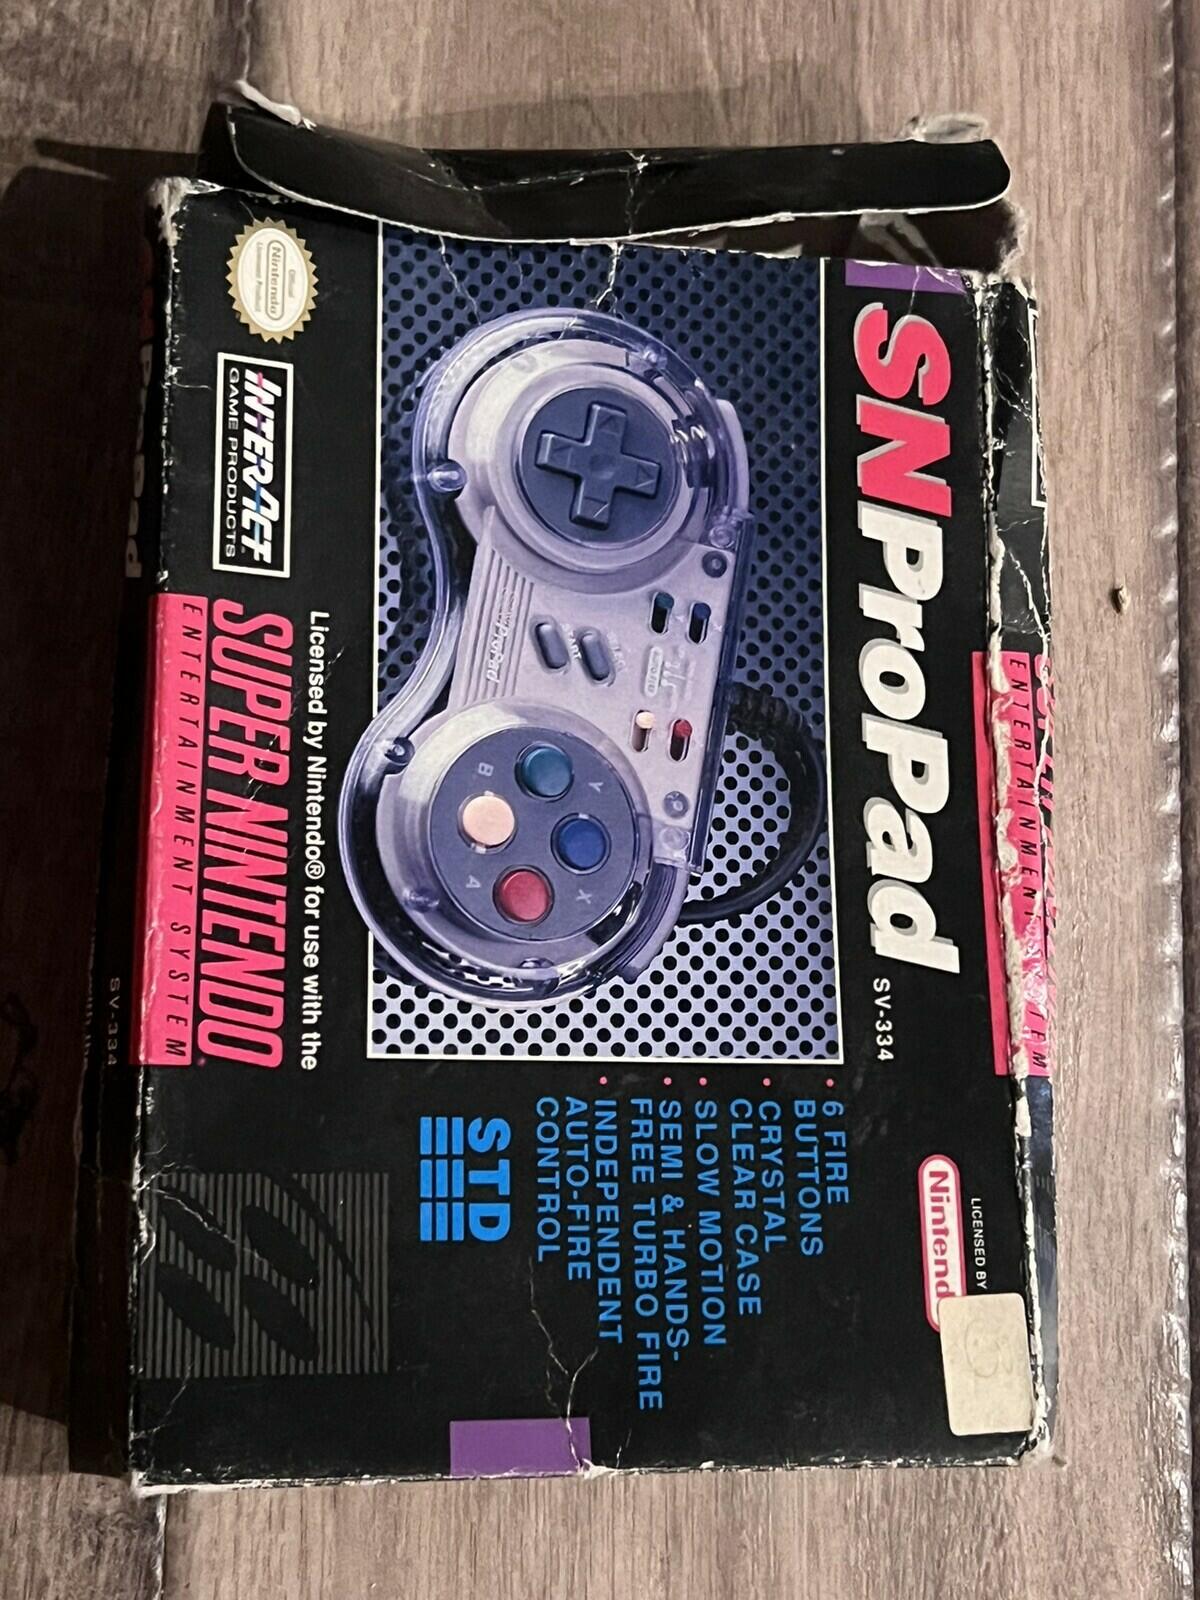 SNProPad
SV-334
LICENSED BY
Nintend
• 6 FIRE
BUTTONS
• CRYSTAL
CLEAR CASE
• SLOW MOTION
• SEMI & HANDS-
FREE TURBO FIRE
• INDEPENDENT
AUTO-FIRE
CONTROL
STD
Y
X
B
A
Licensed by Nintendo® for use with the
SUPER NINTENDO
ENTERTAINMENT SYSTEM
INTERACT
GAME PRODUCTS
Official
Nintendo
Licensed Product
ENTERTAINMENT SYSTEM
SV-334